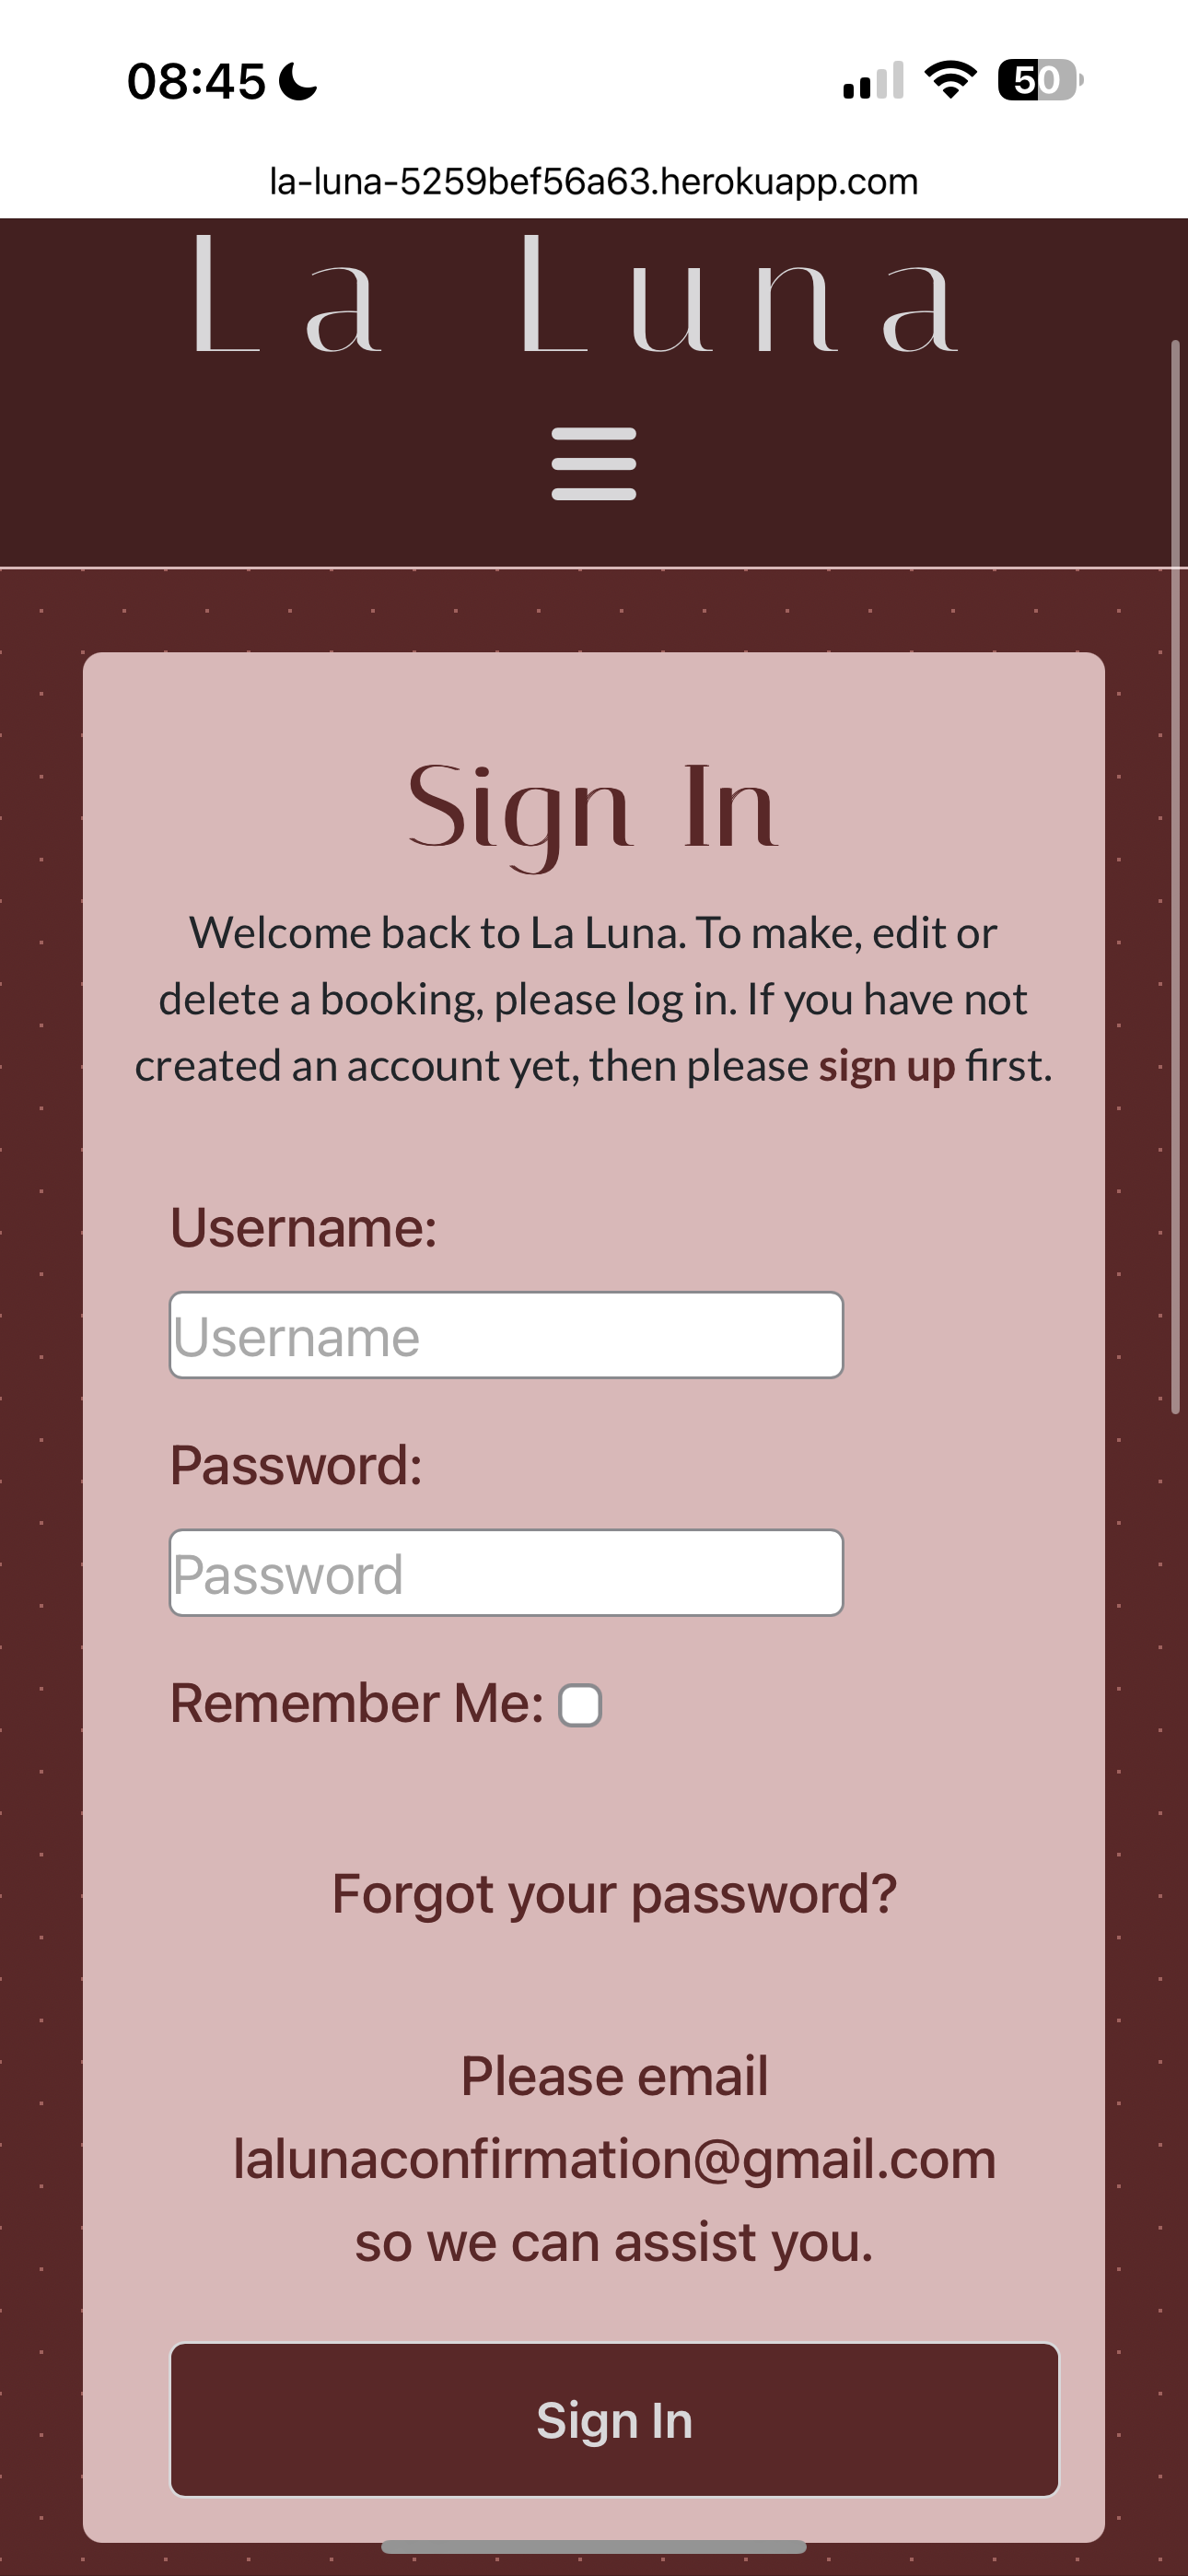 08:45
50
la-luna-5259bef56a63.herokuapp.com
La Luna
Sign In
Welcome back to La Luna. To make, edit or
delete a booking, please log in. If you have not
created an account yet, then please sign up first.
Username:
Username
Password:
Password
Remember Me:
Forgot your password?
Please email
lalunaconfirmation@gmail.com
so we can assist you.
Sign In